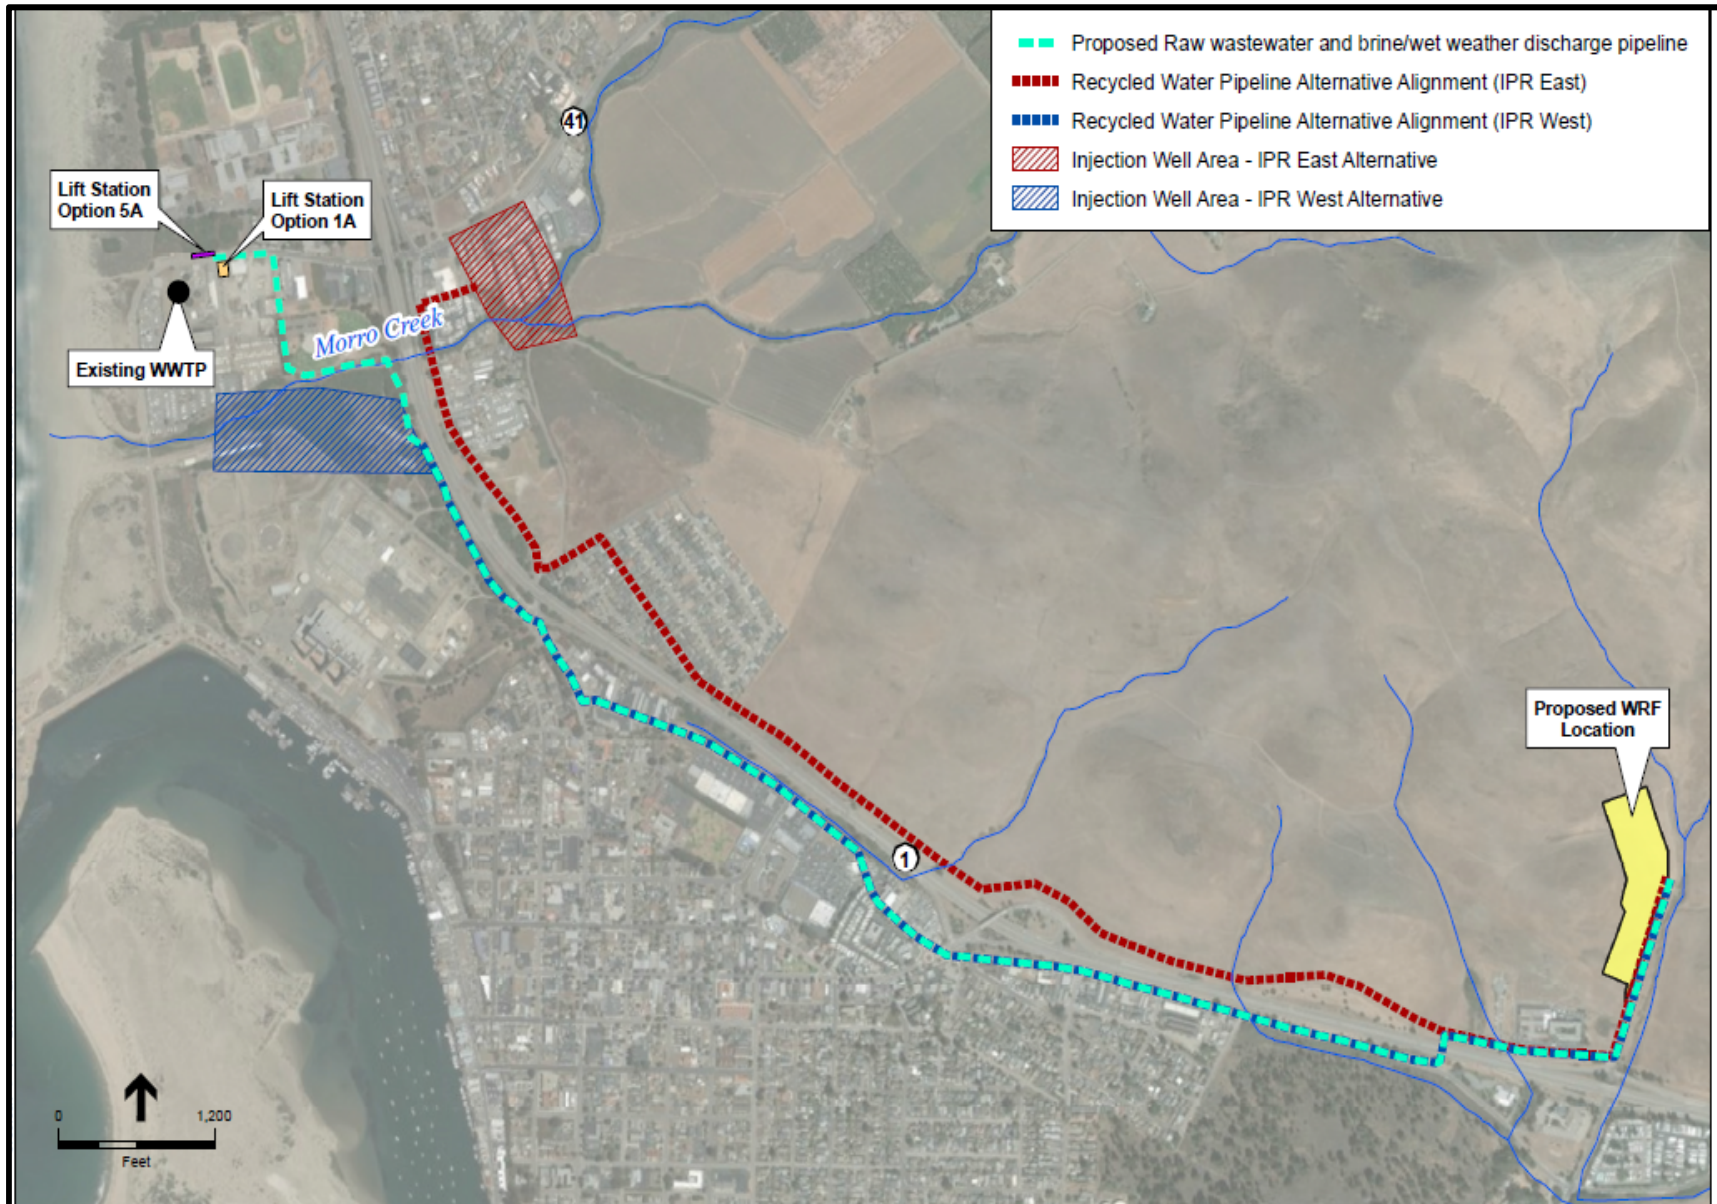 Proposed Raw wastewater and brine/wet weather discharge pipeline
Recycled Water Pipeline Alternative Alignment (IPR East)
Recycled Water Pipeline Alternative Alignment (IPR West)
Injection Well Area - IPR East Alternative
Injection Well Area - IPR West Alternative
41
Lift Station
Option 5A
Lift Station
Option 1A
Morro Creek
Existing WWTP
Proposed WRF
Location
1
0 1,200
Feet